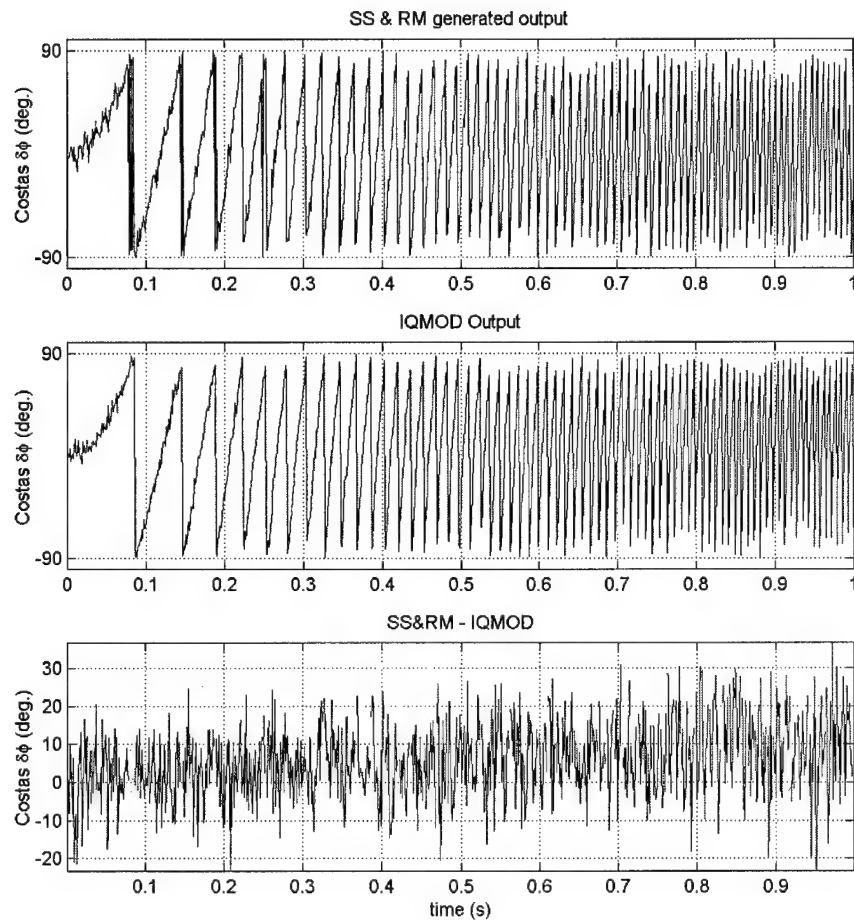 SS & RM generated output
90
-90
Costas δϕ (deg.)
0 0.1 0.2 0.3 0.4 0.5 0.6 0.7 0.8 0.9 1
IQMOD Output
90
-90
Costas δϕ (deg.)
0 0.1 0.2 0.3 0.4 0.5 0.6 0.7 0.8 0.9 1
SS&RM - IQMOD
30
20
10
0
-10
-20
Costas δϕ (deg.)
0.1 0.2 0.3 0.4 0.5 0.6 0.7 0.8 0.9 1
time (s)